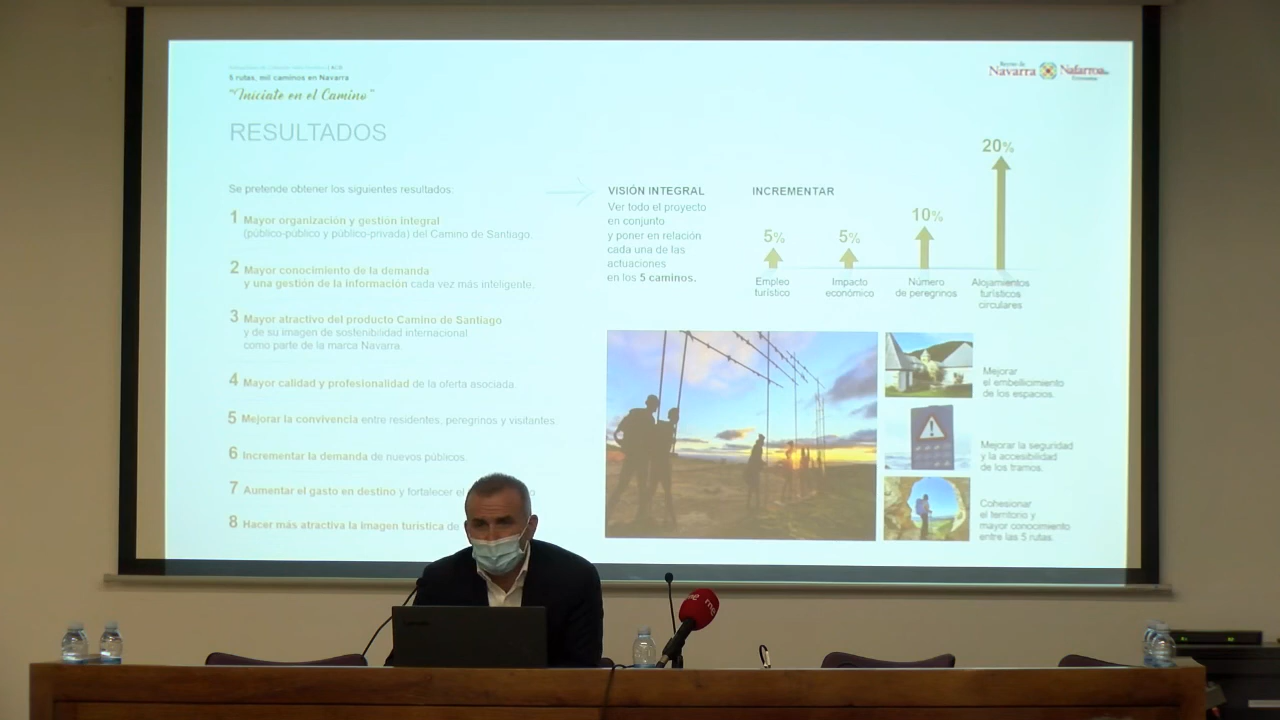 5 rutas, mil caminos en Navarra
"Iníciate en el Camino"
Reyno de
Navarra
Nafarroa
RESULTADOS
Se pretende obtener los siguientes resultados:
1 Mayor organización y gestión integral
(público-público y público-privada) del Camino de Santiago.
2 Mayor conocimiento de la demanda
y una gestión de la información cada vez más inteligente.
3 Mayor atractivo del producto Camino de Santiago
y de su imagen de sostenibilidad internacional
como parte de la marca Navarra.
4 Mayor calidad y profesionalidad de la oferta asociada.
5 Mejorar la convivencia entre residentes, peregrinos y visitantes.
6 Incrementar la demanda de nuevos públicos.
7 Aumentar el gasto en destino y fortalecer el
8 Hacer más atractiva la imagen turística de
VISIÓN INTEGRAL
Ver todo el proyecto
en conjunto
y poner en relación
cada una de las
actuaciones
en los 5 caminos.
INCREMENTAR
5%
Empleo
turístico
5%
Impacto
económico
10%
Número
de peregrinos
20%
Alojamientos
turísticos
circulares
Mejorar
el embellicimiento
de los espacios.
Mejorar la seguridad
y la accesibilidad
de los tramos.
Cohesionar
el territorio y
mayor conocimiento
entre las 5 rutas.
rne